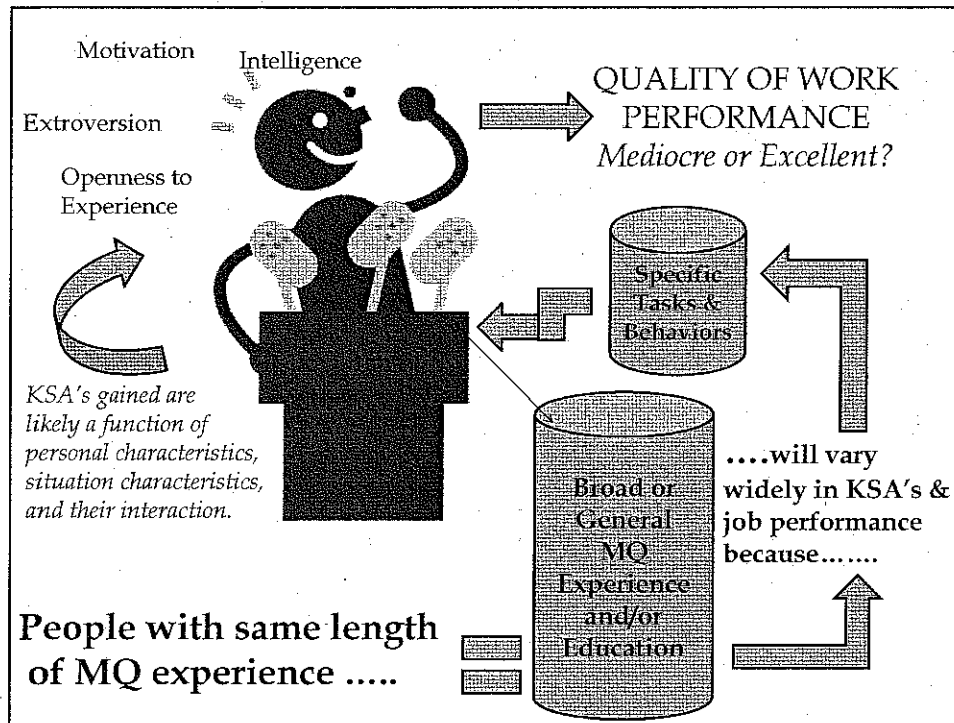 Motivation
Intelligence
Extroversion
Openness to
Experience
QUALITY OF WORK
PERFORMANCE
Mediocre or Excellent?
Specific
Tasks &
Behaviors
KSA's gained are
likely a function of
personal characteristics,
situation characteristics,
and their interaction.
Broad or
General
MQ
Experience
and/or
Education
....will vary
widely in KSA's &
job performance
because.......
People with same length
of MQ experience .....